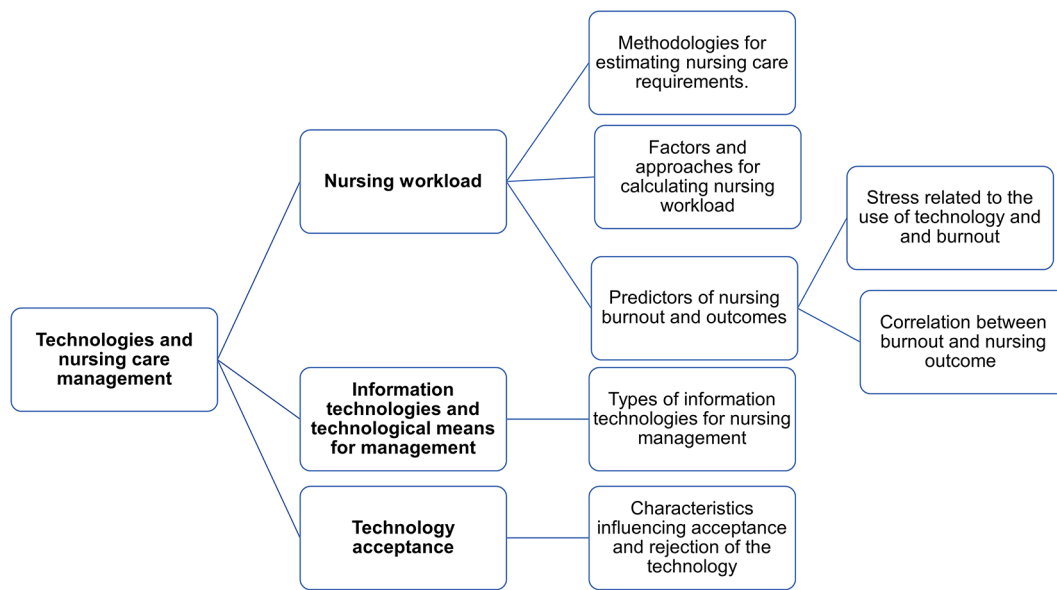 Technologies and
nursing care
management
Nursing workload
Methodologies for
estimating nursing care
requirements.
Factors and
approaches for
calculating nursing
workload
Predictors of nursing
burnout and outcomes
Stress related to the
use of technology and
and burnout
Correlation between
burnout and nursing
outcome
Information
technologies and
technological means
for management
Types of information
technologies for nursing
management
Technology
acceptance
Characteristics
influencing acceptance
and rejection of the
technology